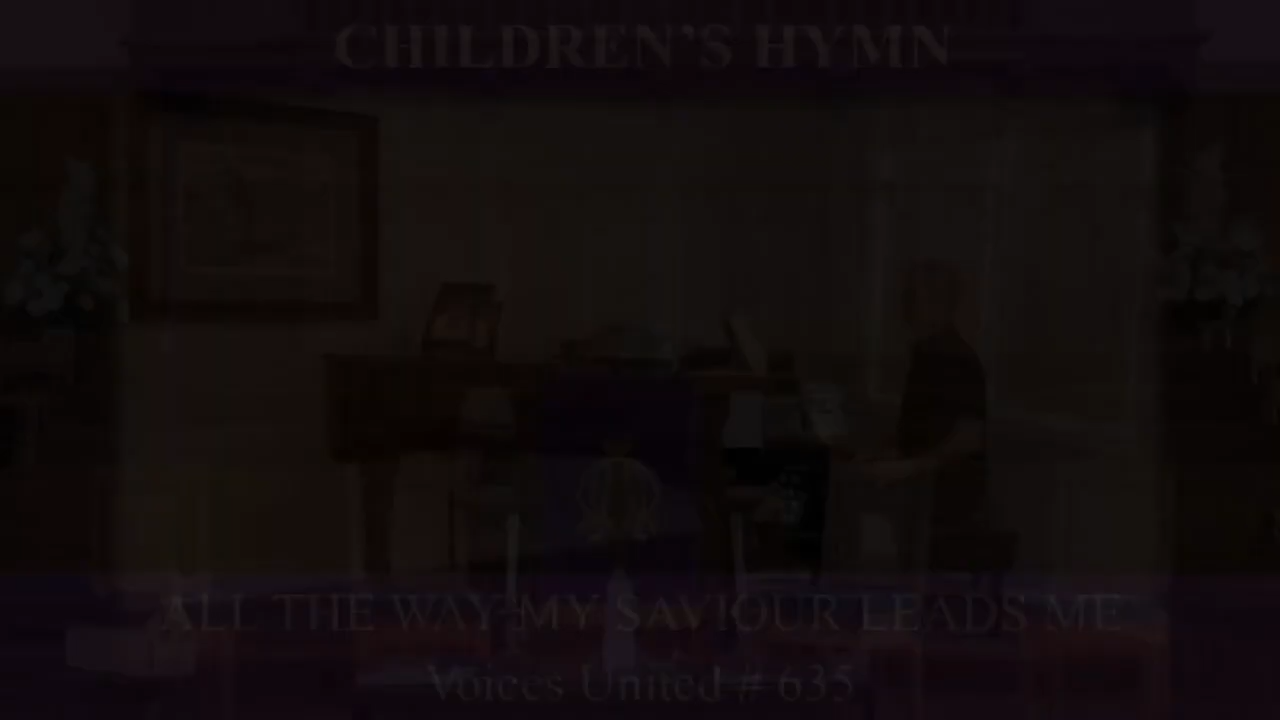 CHILDREN'S HYMN
ALL THE WAY MY SAVIOUR LEADS ME
Voices United # 635